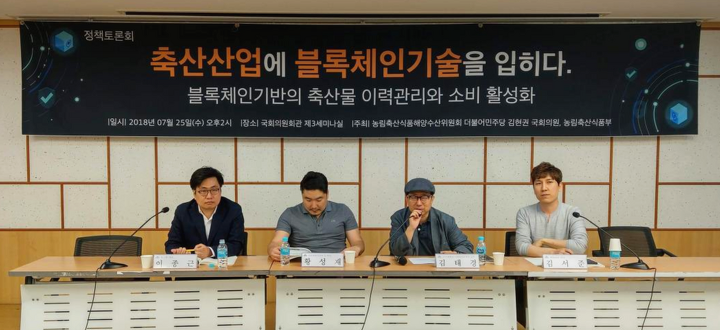 정책토론회
축산산업에 블록체인기술을 입히다.
블록체인기반의 축산물 이력관리와 소비 활성화
|일시| 2018년 07월 25일(수) 오후2시 |장소| 국회의원회관 제3세미나실 |주최| 농림축산식품해양수산위원회 더불어민주당 김현권 국회의원, 농림축산식품부
이종근
황상재
김태경
김서준